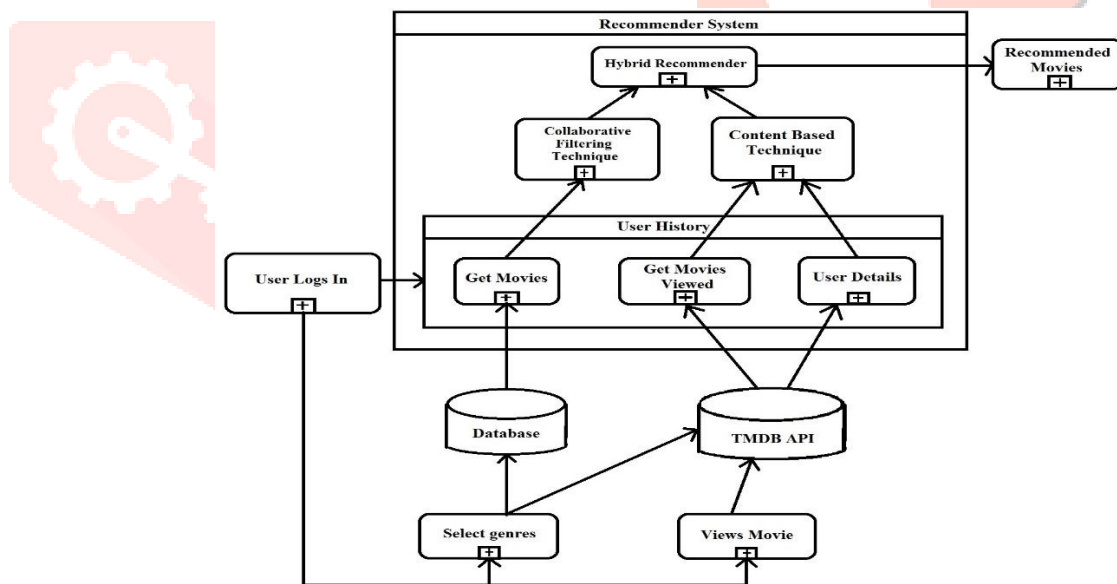 Recommender System
Hybrid Recommender
Recommended
Movies
Collaborative
Filtering
Technique
Content Based
Technique
User History
User Logs In
Get Movies
Get Movies
Viewed
User Details
Database
TMDB API
Select genres
Views Movie